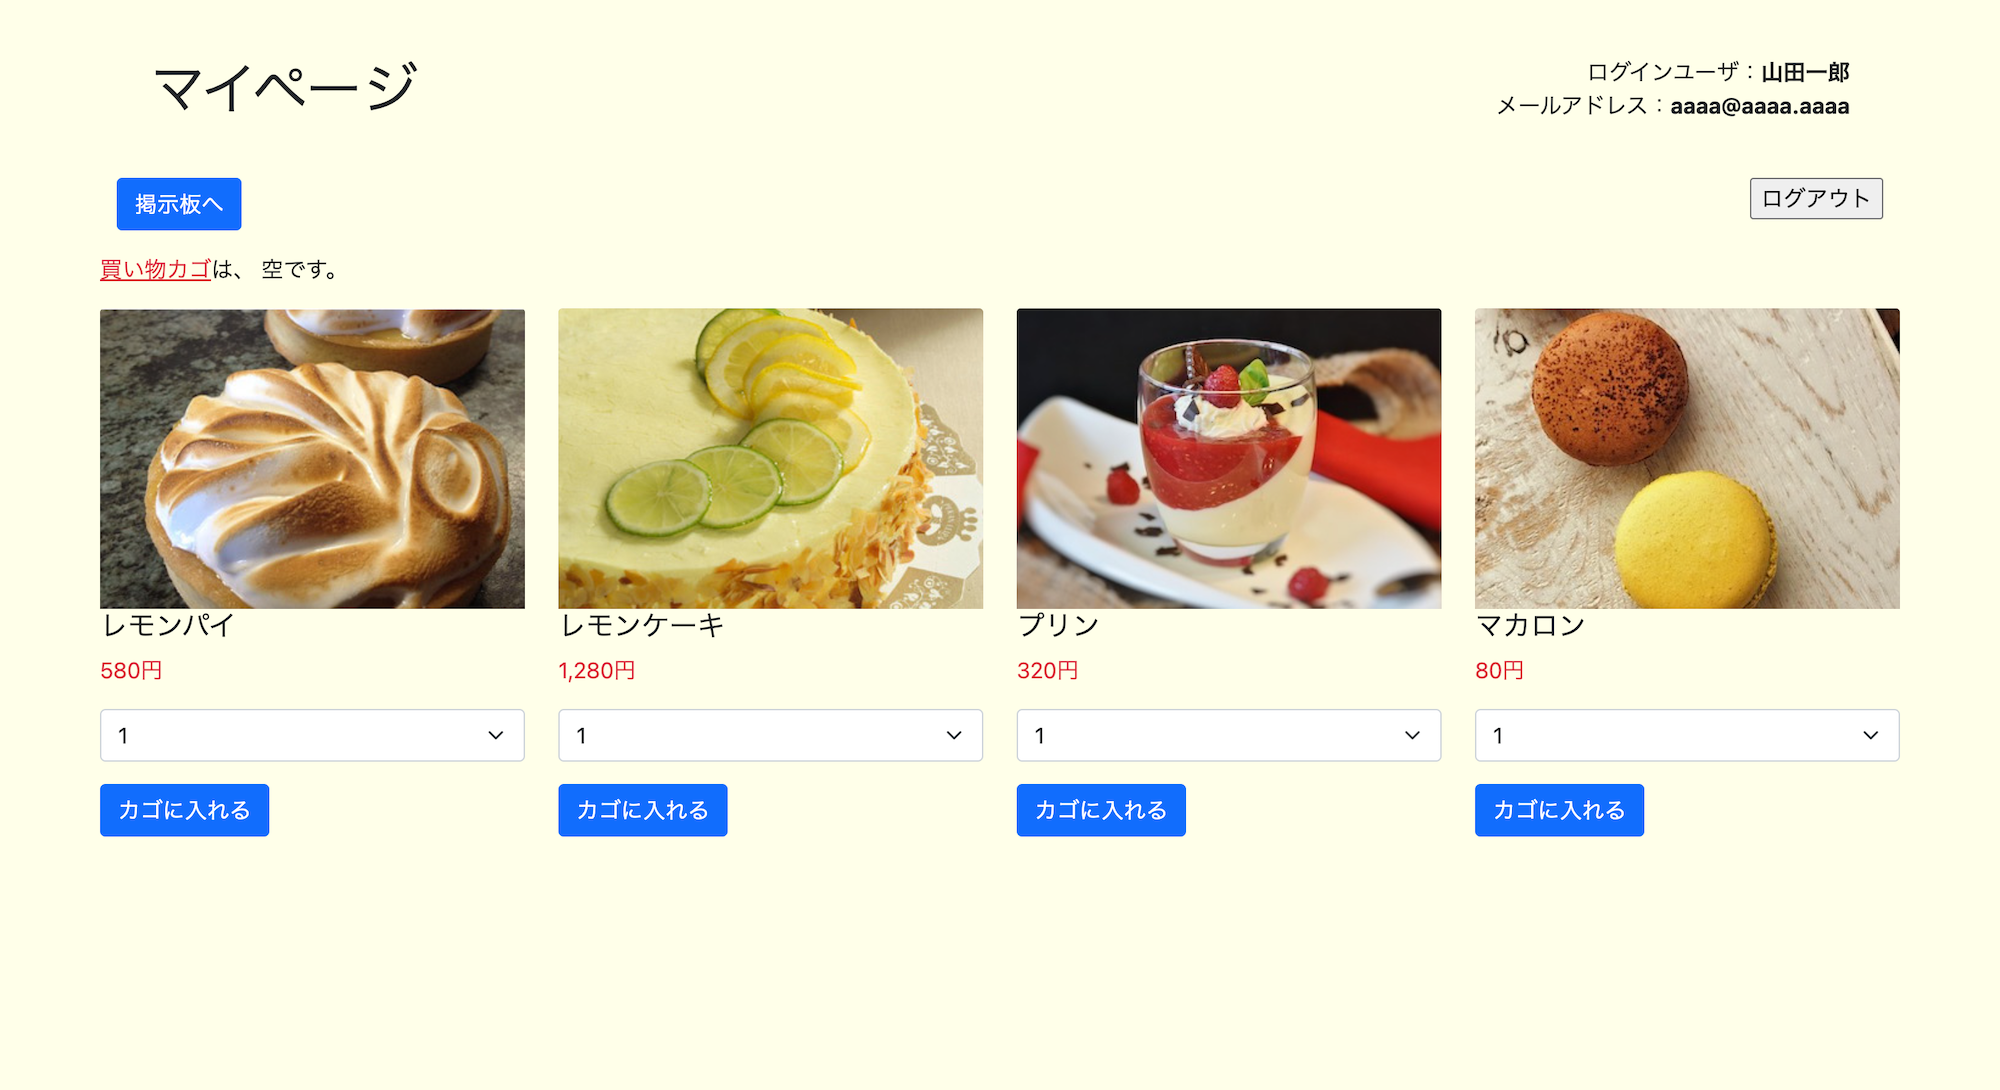 マイページ
ログインユーザ：山田一郎
メールアドレス：aaaa@aaaa.aaaa
掲示板へ
ログアウト
買い物カゴは、 空です。
レモンパイ
580円
1
カゴに入れる
レモンケーキ
1,280円
1
カゴに入れる
プリン
320円
1
カゴに入れる
マカロン
80円
1
カゴに入れる